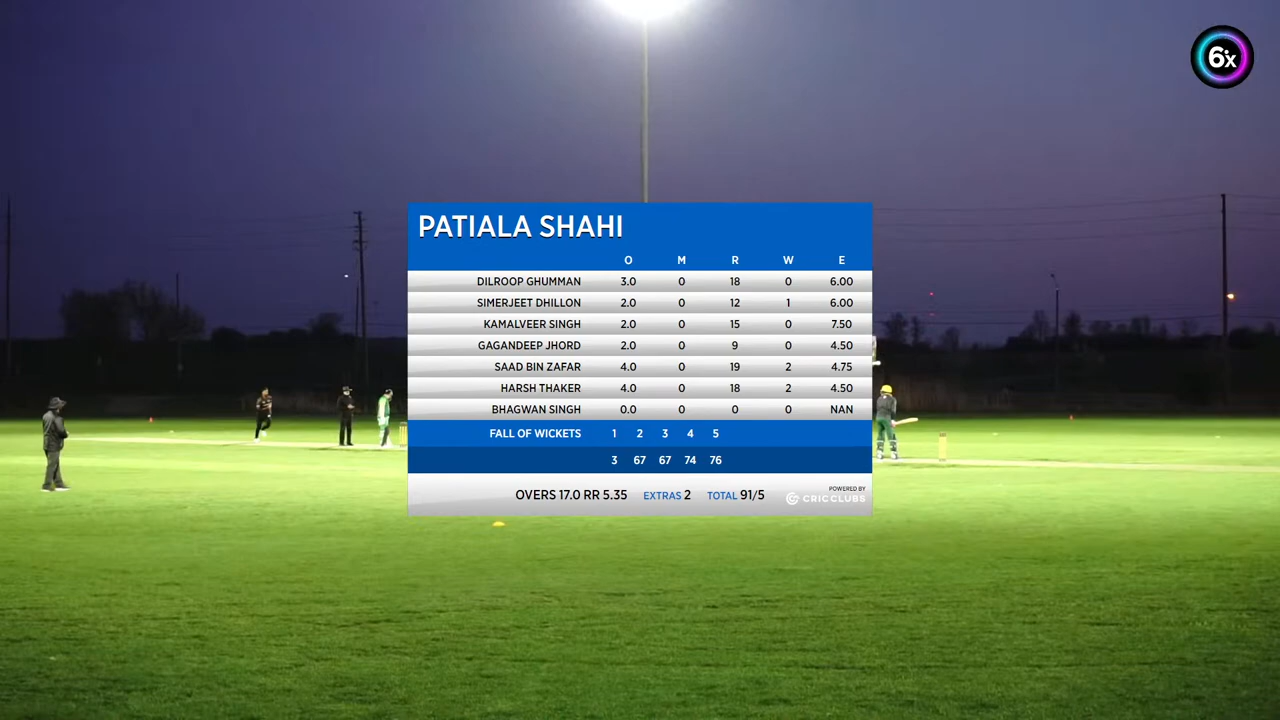 6x
PATIALA SHAHI
O M R W E
DILROOP GHUMMAN 3.0 0 18 0 6.00
SIMERJEET DHILLON 2.0 0 12 1 6.00
KAMALVEER SINGH 2.0 0 15 0 7.50
GAGANDEEP JHORD 2.0 0 9 0 4.50
SAAD BIN ZAFAR 4.0 0 19 2 4.75
HARSH THAKER 4.0 0 18 2 4.50
BHAGWAN SINGH 0.0 0 0 0 NAN
FALL OF WICKETS 1 2 3 4 5
3 67 67 74 76
OVERS 17.0 RR 5.35 EXTRAS 2 TOTAL 91/5
POWERED BY
CRICCLUBS